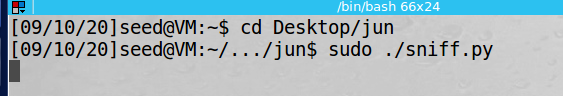 /bin/bash 66x24
[09/10/20]seed@VM:~$ cd Desktop/jun
[09/10/20]seed@VM:~/.../jun$ sudo ./sniff.py